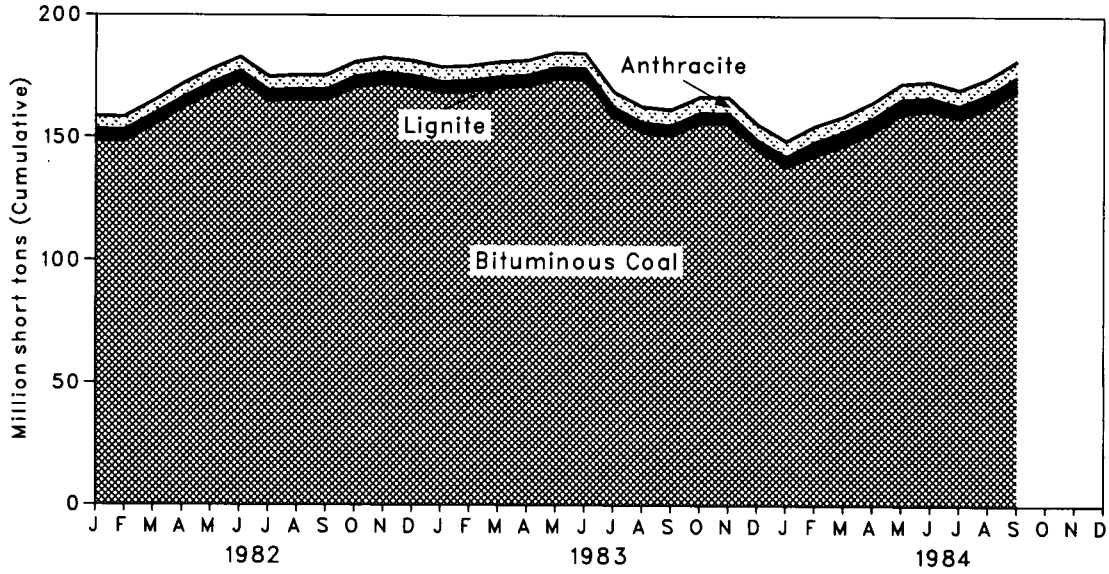 Million short tons (Cumulative)
200
150
100
50
0
Anthracite
Lignite
Bituminous Coal
J F M A M J J A S O N D J F M A M J J A S O N D J F M A M J J A S O N D
1982 1983 1984